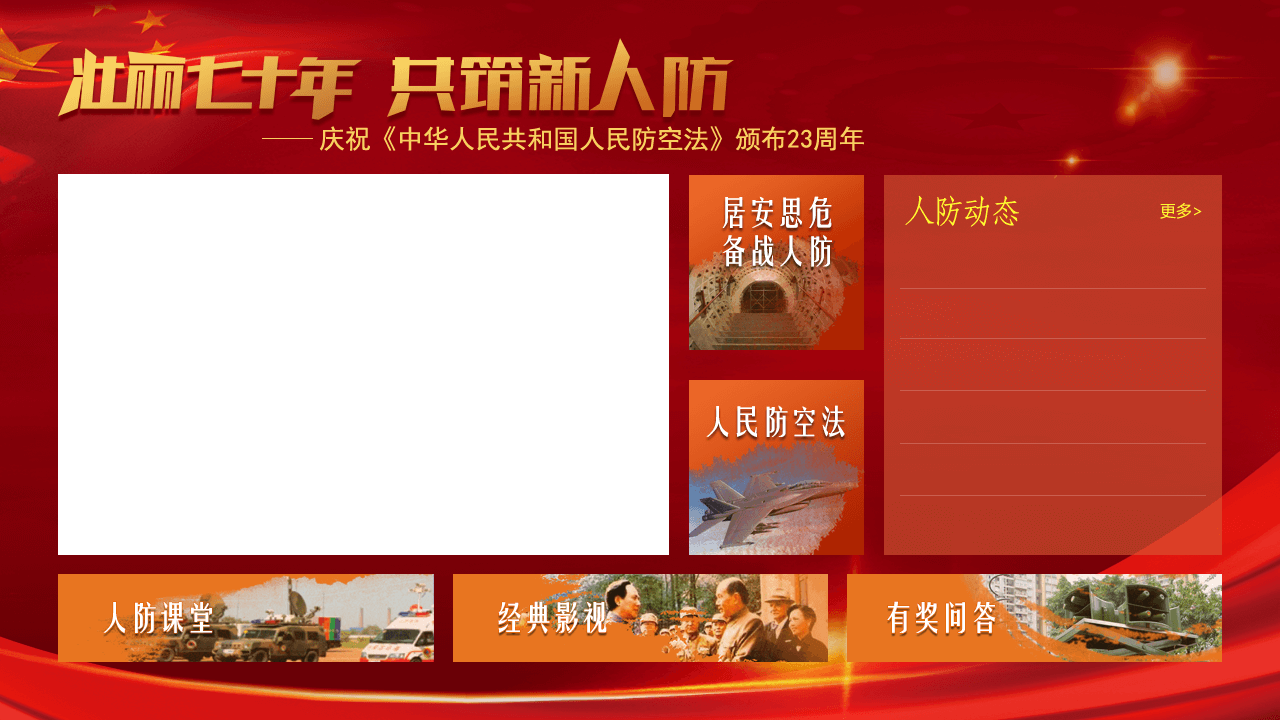 壮丽七十年 共筑新人防
——庆祝《中华人民共和国人民防空法》颁布23周年
居安思危
备战人防
人防动态
更多>
人民防空法
人防课堂
经典影视
有奖问答